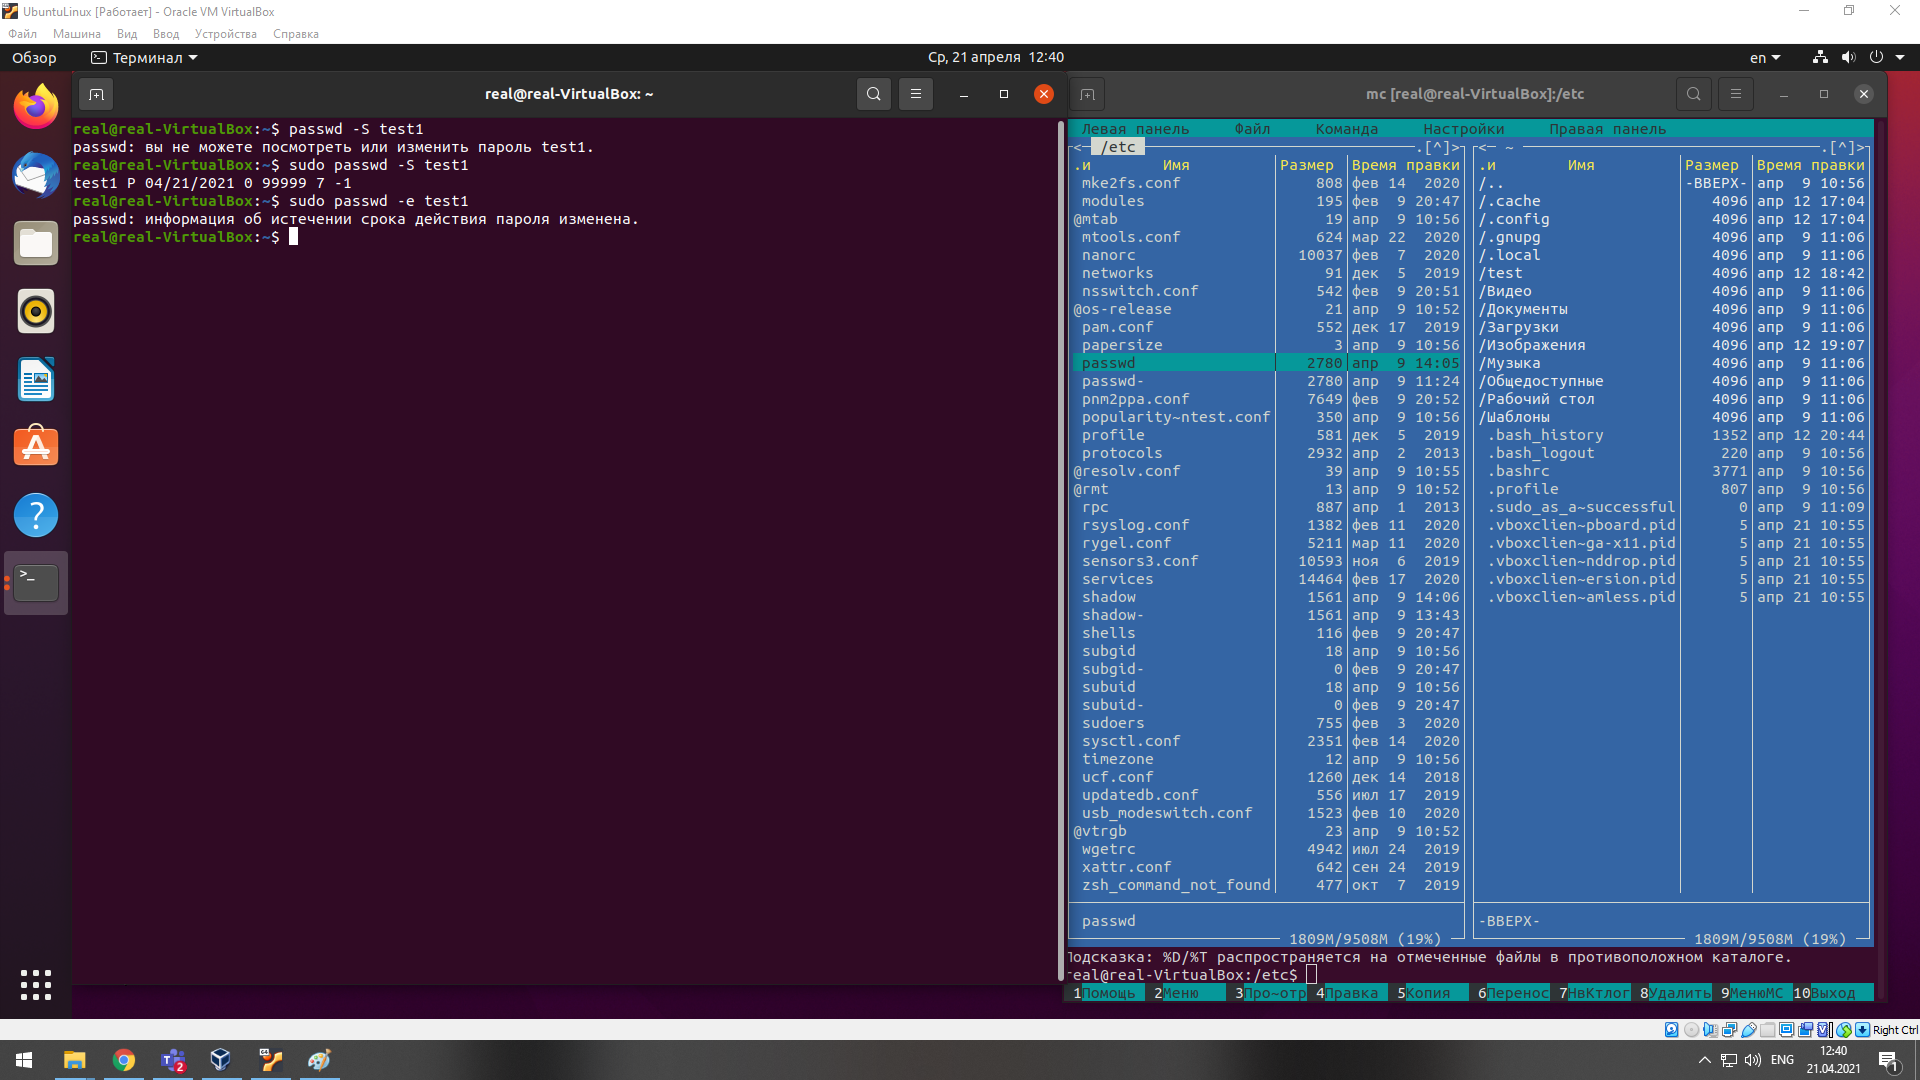 UbuntuLinux [Работает] - Oracle VM VirtualBox
Файл Машина Вид Ввод Устройства Справка
Обзор Терминал Ср, 21 апреля 12:40 en
real@real-VirtualBox: ~
real@real-VirtualBox:~$ passwd -S test1
passwd: вы не можете посмотреть или изменить пароль test1.
real@real-VirtualBox:~$ sudo passwd -S test1
test1 P 04/21/2021 0 99999 7 -1
real@real-VirtualBox:~$ sudo passwd -e test1
passwd: информация об истечении срока действия пароля изменена.
real@real-VirtualBox:~$
mc [real@real-VirtualBox]:/etc
Левая панель Файл Команда Настройки Правая панель
<─ /etc .[^]>
.и Имя Размер Время правки
mke2fs.conf 808 фев 14 2020
modules 195 фев 9 20:47
@mtab 19 апр 9 10:56
mtools.conf 624 мар 22 2020
nanorc 10037 фев 7 2020
networks 91 дек 5 2019
nsswitch.conf 542 фев 9 20:51
@os-release 21 апр 9 10:52
pam.conf 552 дек 17 2019
papersize 3 апр 9 10:56
passwd 2780 апр 9 14:05
passwd- 2780 апр 9 11:24
pnm2ppa.conf 7649 фев 9 20:52
popularity~ntest.conf 350 апр 9 10:56
profile 581 дек 5 2019
protocols 2932 апр 2 2013
@resolv.conf 39 апр 9 10:55
@rmt 13 апр 9 10:52
rpc 887 апр 1 2013
rsyslog.conf 1382 фев 11 2020
rygel.conf 5211 мар 11 2020
sensors3.conf 10593 ноя 6 2019
services 14464 фев 17 2020
shadow 1561 апр 9 14:06
shadow- 1561 апр 9 13:43
shells 116 фев 9 20:47
subgid 18 апр 9 10:56
subgid- 0 фев 9 20:47
subuid 18 апр 9 10:56
subuid- 0 фев 9 20:47
sudoers 755 фев 3 2020
sysctl.conf 2351 фев 14 2020
timezone 12 апр 9 10:56
ucf.conf 1260 дек 14 2018
updatedb.conf 556 июл 17 2019
usb_modeswitch.conf 1523 фев 10 2020
@vtrgb 23 апр 9 10:52
wgetrc 4942 июл 24 2019
xattr.conf 642 сен 24 2019
zsh_command_not_found 477 окт 7 2019
passwd
1809M/9508M (19%)
<─ ~ .[^]>
.и Имя Размер Время правки
/.. -ВВЕРХ- апр 9 10:56
/.cache 4096 апр 12 17:04
/.config 4096 апр 12 17:04
/.gnupg 4096 апр 9 11:06
/.local 4096 апр 9 11:06
/test 4096 апр 12 18:42
/Видео 4096 апр 9 11:06
/Документы 4096 апр 9 11:06
/Загрузки 4096 апр 9 11:06
/Изображения 4096 апр 12 19:07
/Музыка 4096 апр 9 11:06
/Общедоступные 4096 апр 9 11:06
/Рабочий стол 4096 апр 9 11:06
/Шаблоны 4096 апр 9 11:06
.bash_history 1352 апр 12 20:44
.bash_logout 220 апр 9 10:56
.bashrc 3771 апр 9 10:56
.profile 807 апр 9 10:56
.sudo_as_a~successful 0 апр 9 11:09
.vboxclien~pboard.pid 5 апр 21 10:55
.vboxclien~ga-x11.pid 5 апр 21 10:55
.vboxclien~nddrop.pid 5 апр 21 10:55
.vboxclien~ersion.pid 5 апр 21 10:55
.vboxclien~amless.pid 5 апр 21 10:55
-ВВЕРХ-
1809M/9508M (19%)
Подсказка: %D/%T распространяется на отмеченные файлы в противоположном каталоге.
real@real-VirtualBox:/etc$
1Помощь 2Меню 3Про~отр 4Правка 5Копия 6Перенос 7НвКтлог 8Удалить 9МенюMC 10Выход
Right Ctrl
ENG 12:40
21.04.2021
2
1